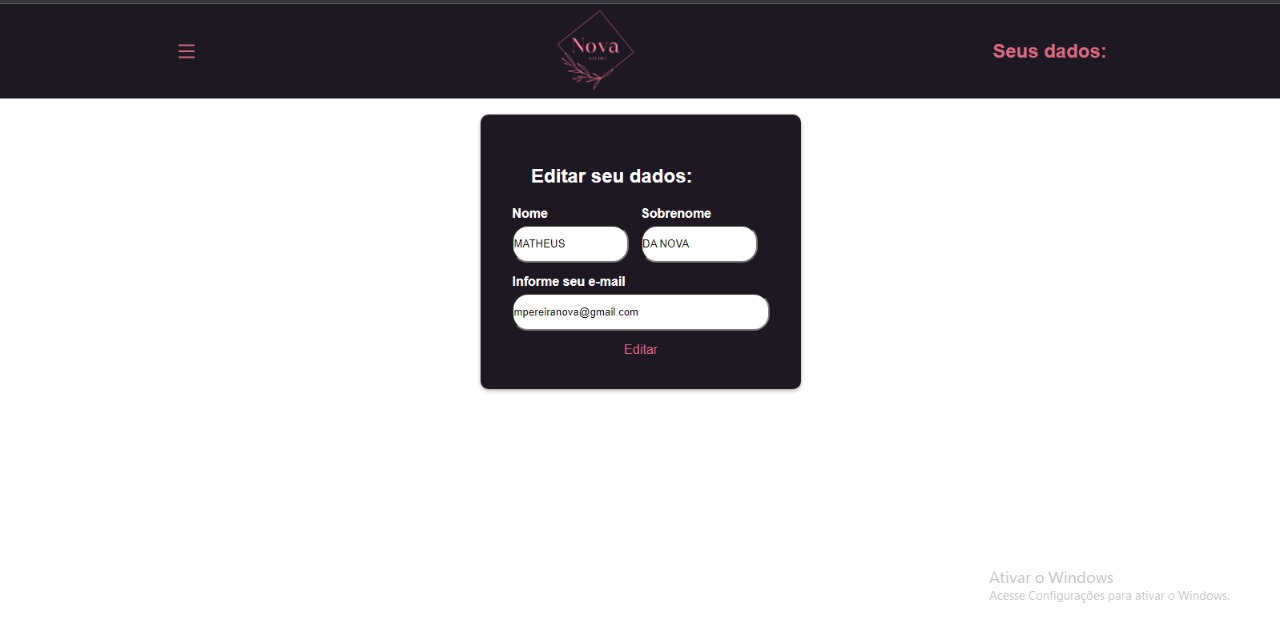 Nova
Seus dados:
Editar seu dados:
Nome
Sobrenome
MATHEUS
DA NOVA
Informe seu e-mail
mpereiranova@gmail.com
Editar
Ativar o Windows
Acesse Configurações para ativar o Windows.